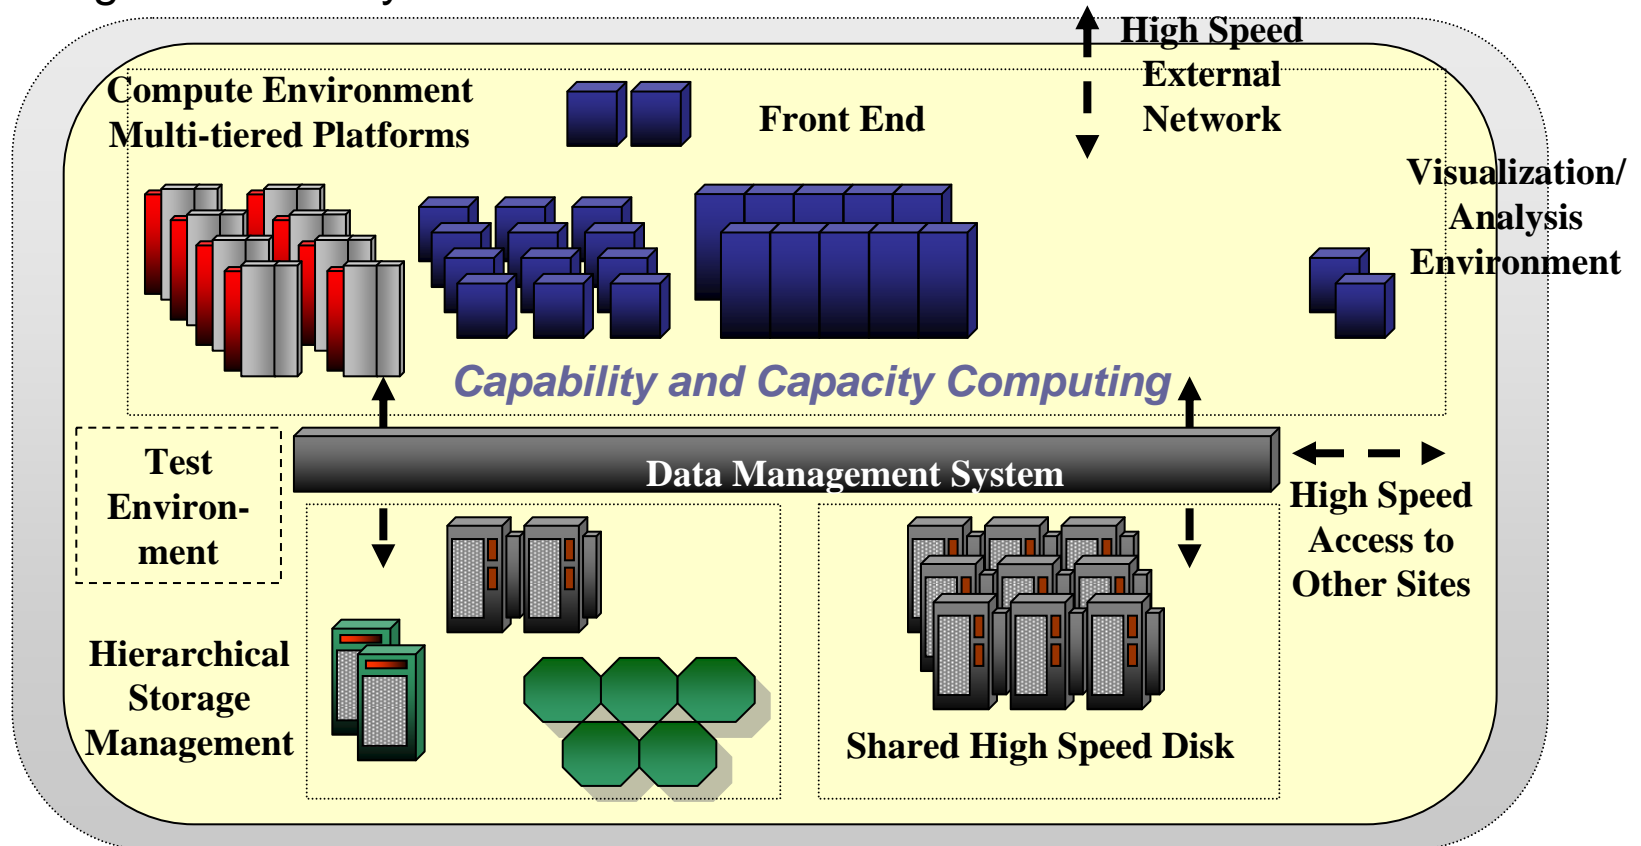 High Speed
External
Network
Compute Environment
Multi-tiered Platforms
Front End
Visualization/
Analysis
Environment
Capability and Capacity Computing
Test
Environ-
ment
Data Management System
High Speed
Access to
Other Sites
Hierarchical
Storage
Management
Shared High Speed Disk